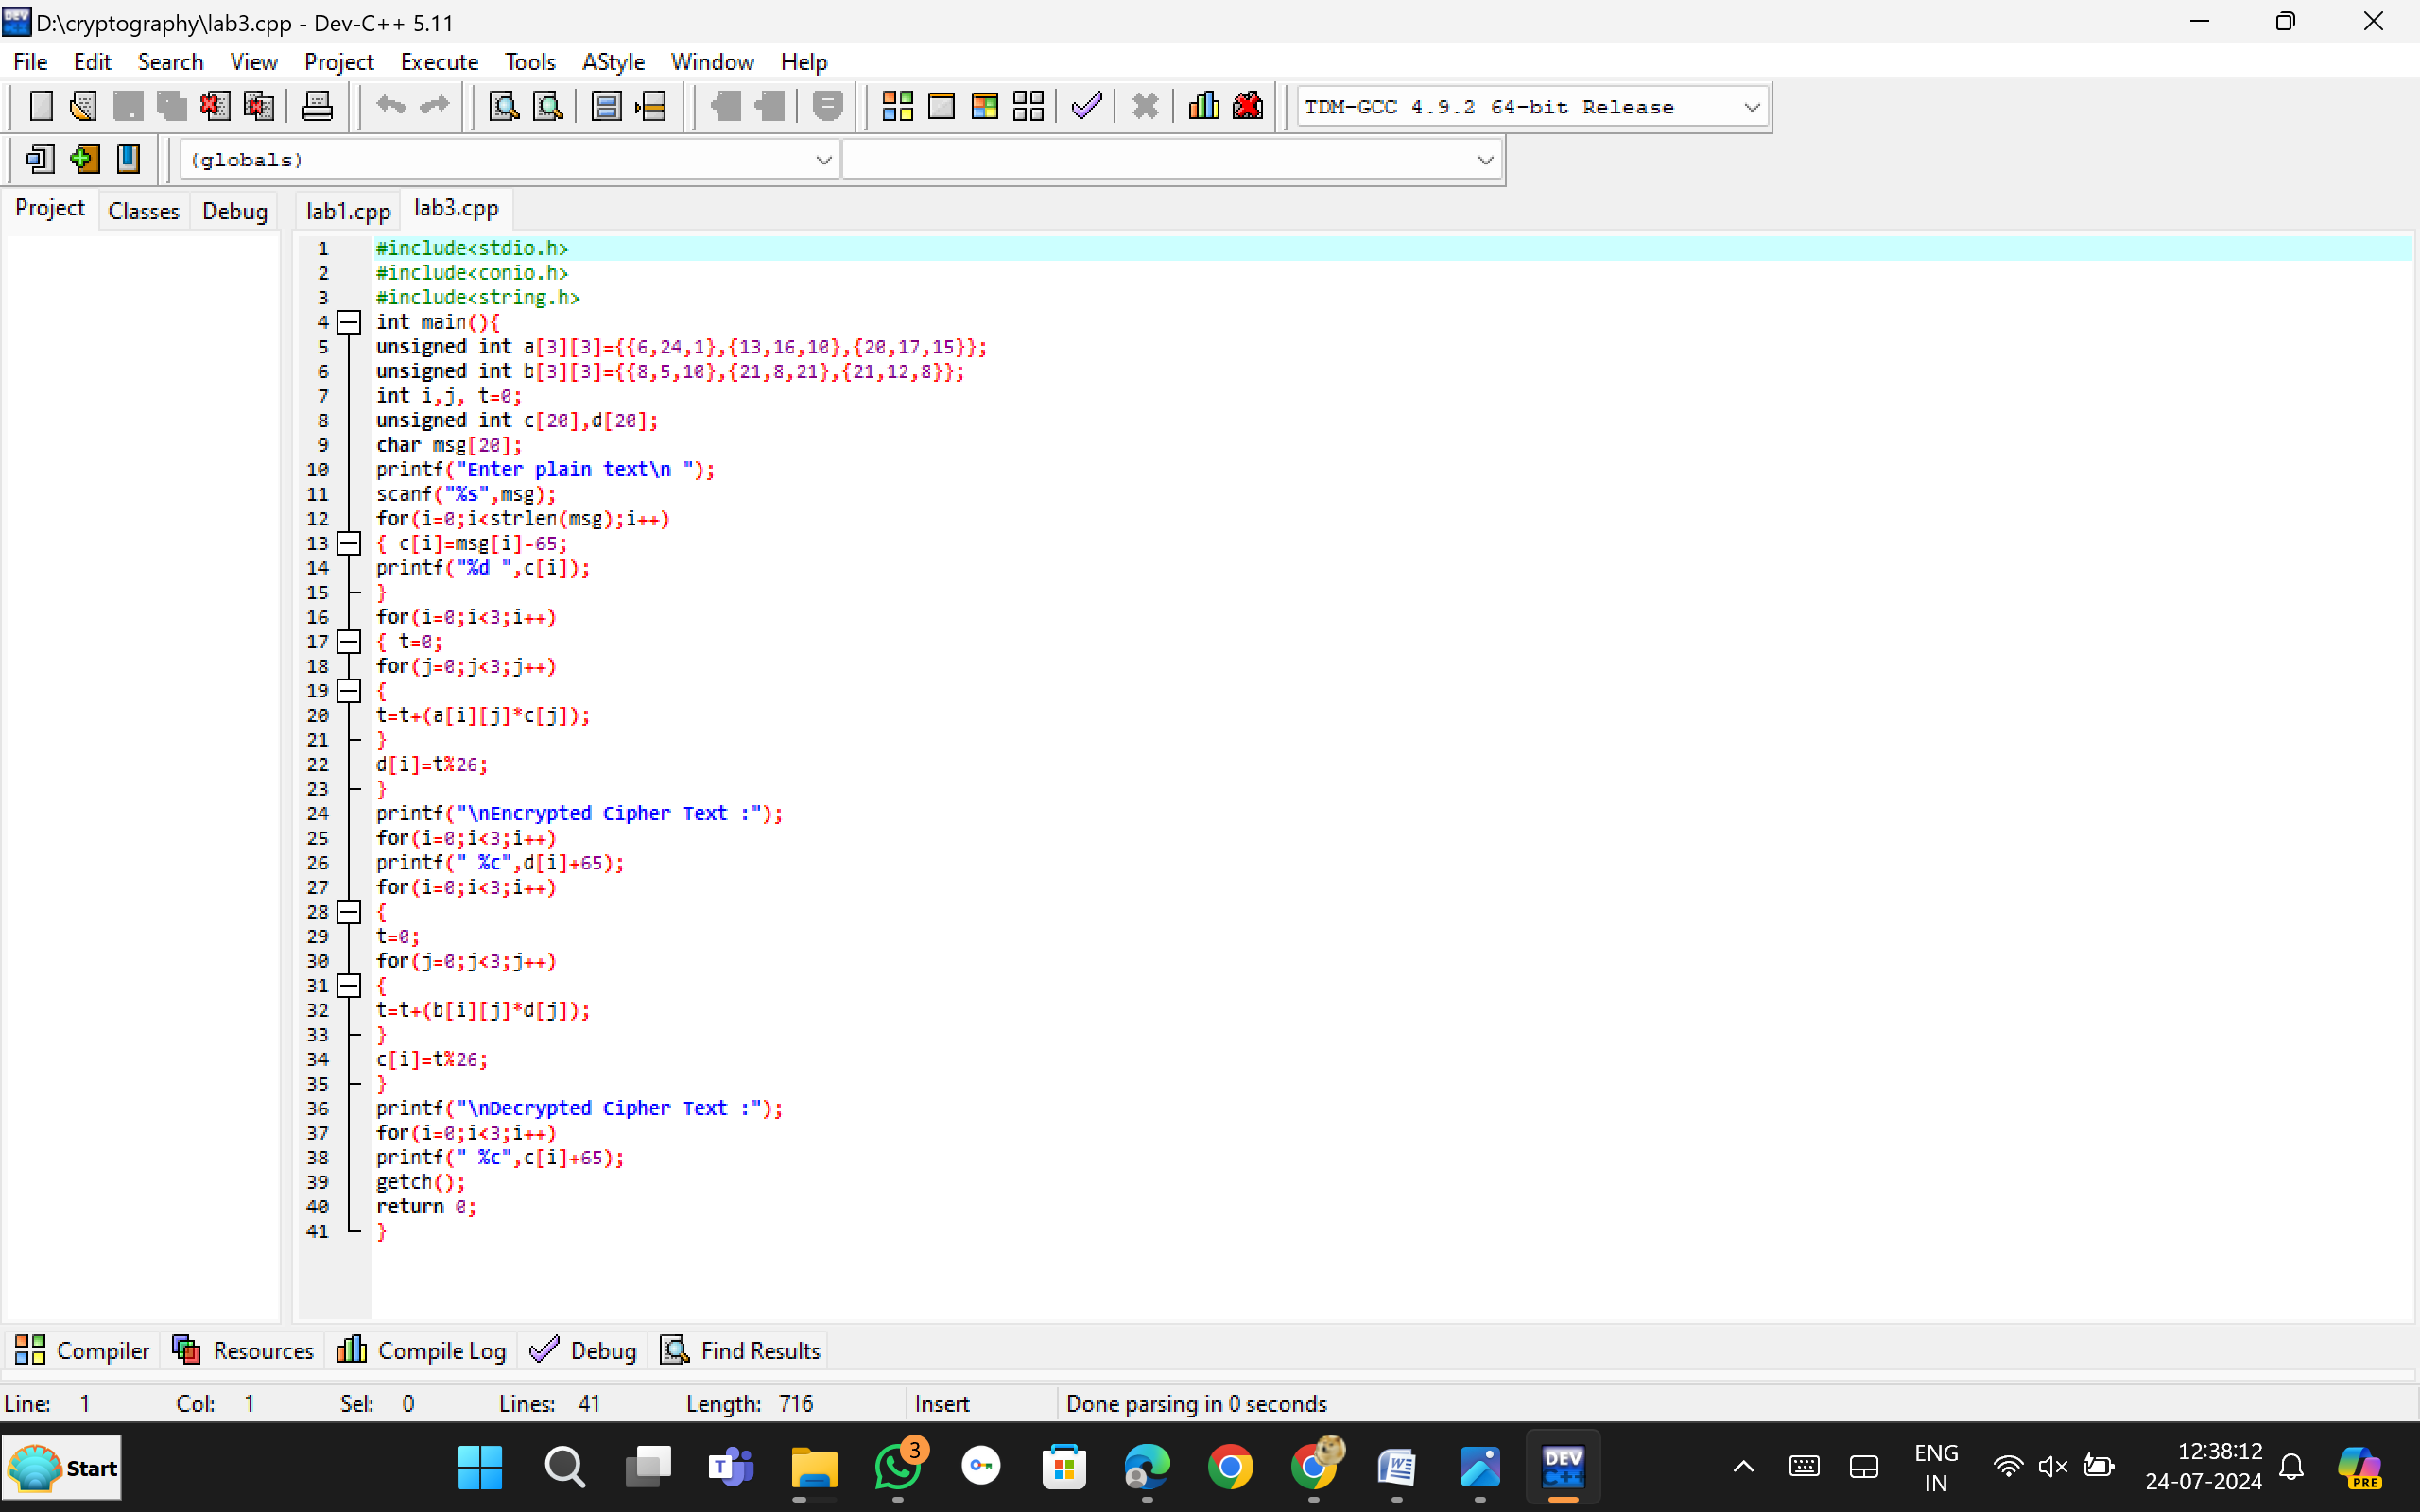 D:\cryptography\lab3.cpp - Dev-C++ 5.11
File Edit Search View Project Execute Tools AStyle Window Help
TDM-GCC 4.9.2 64-bit Release
(globals)
Project Classes Debug lab1.cpp lab3.cpp
1 #include<stdio.h>
2 #include<conio.h>
3 #include<string.h>
4 int main(){
5 unsigned int a[3][3]={{6,24,1},{13,16,10},{20,17,15}};
6 unsigned int b[3][3]={{8,5,10},{21,8,21},{21,12,8}};
7 int i,j, t=0;
8 unsigned int c[20],d[20];
9 char msg[20];
10 printf("Enter plain text\n ");
11 scanf("%s",msg);
12 for(i=0;i<strlen(msg);i++)
13 { c[i]=msg[i]-65;
14 printf("%d ",c[i]);
15 }
16 for(i=0;i<3;i++)
17 { t=0;
18 for(j=0;j<3;j++)
19 {
20 t=t+(a[i][j]*c[j]);
21 }
22 d[i]=t%26;
23 }
24 printf("\nEncrypted Cipher Text :");
25 for(i=0;i<3;i++)
26 printf(" %c",d[i]+65);
27 for(i=0;i<3;i++)
28 {
29 t=0;
30 for(j=0;j<3;j++)
31 {
32 t=t+(b[i][j]*d[j]);
33 }
34 c[i]=t%26;
35 }
36 printf("\nDecrypted Cipher Text :");
37 for(i=0;i<3;i++)
38 printf(" %c",c[i]+65);
39 getch();
40 return 0;
41 }
Compiler Resources Compile Log Debug Find Results
Line: 1 Col: 1 Sel: 0 Lines: 41 Length: 716 Insert Done parsing in 0 seconds
Start
3
DEV C++
ENG
IN
12:38:12
24-07-2024
PRE